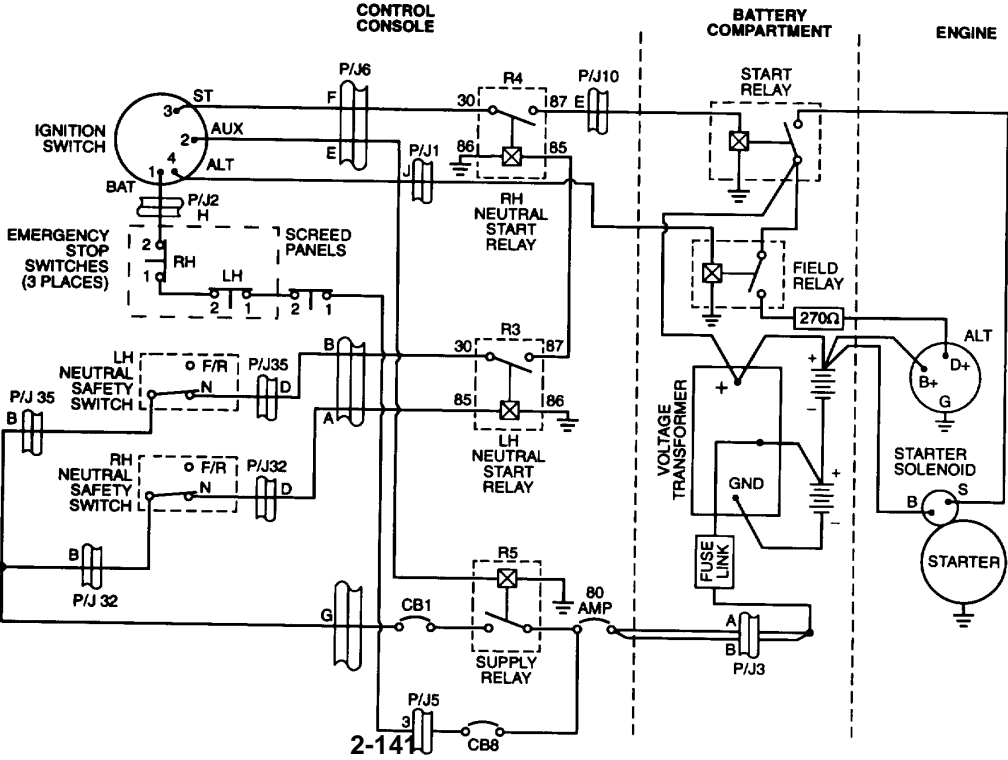 CONTROL
CONSOLE
BATTERY
COMPARTMENT
ENGINE
P/J6
R4
P/J10
START
RELAY
ST
F
30
87
E
3
IGNITION
SWITCH
AUX
2
E
P/J1
86
85
4
ALT
J
1
BAT
P/J2
H
RH
NEUTRAL
START
RELAY
EMERGENCY
STOP
SWITCHES
(3 PLACES)
2
RH
1
SCREED
PANELS
LH
2
1
2
1
FIELD
RELAY
270Ω
ALT
R3
30
87
B
LH
NEUTRAL
SAFETY
SWITCH
F/R
N
P/J35
D
P/J 35
B
A
85
86
LH
NEUTRAL
START
RELAY
+
B+
D+
G
+
−
VOLTAGE
TRANSFORMER
GND
+
−
RH
NEUTRAL
SAFETY
SWITCH
F/R
N
P/J32
D
STARTER
SOLENOID
B
S
STARTER
B
P/J 32
FUSE
LINK
R5
80
AMP
G
CB1
SUPPLY
RELAY
A
B
P/J3
P/J5
3
CB8
2-141